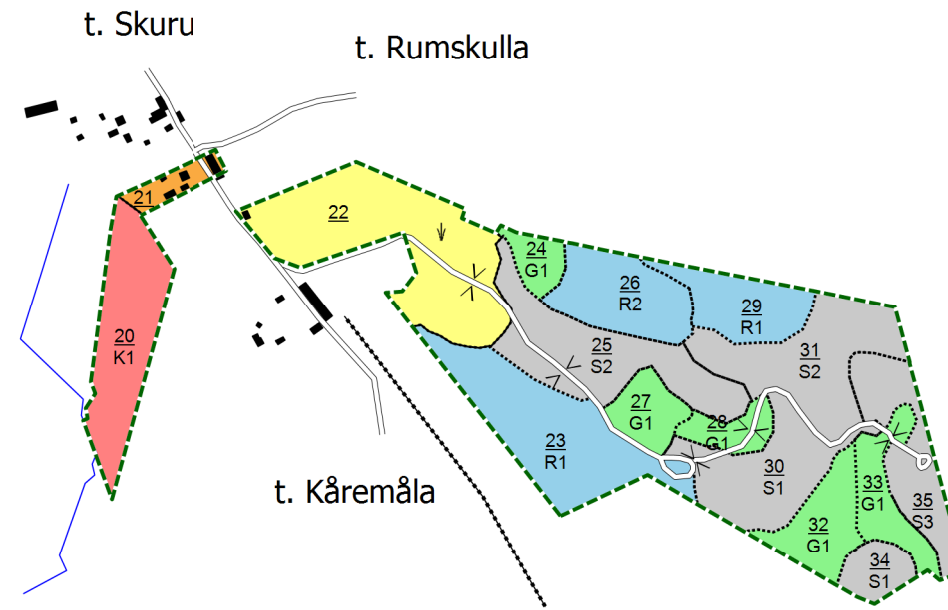 t. Skuru
t. Rumskulla
21
22
24
G1
26
R2
29
R1
20
K1
25
S2
31
S2
27
G1
28
G1
23
R1
30
S1
33
G1
35
S3
32
G1
34
S1
t. Kåremåla